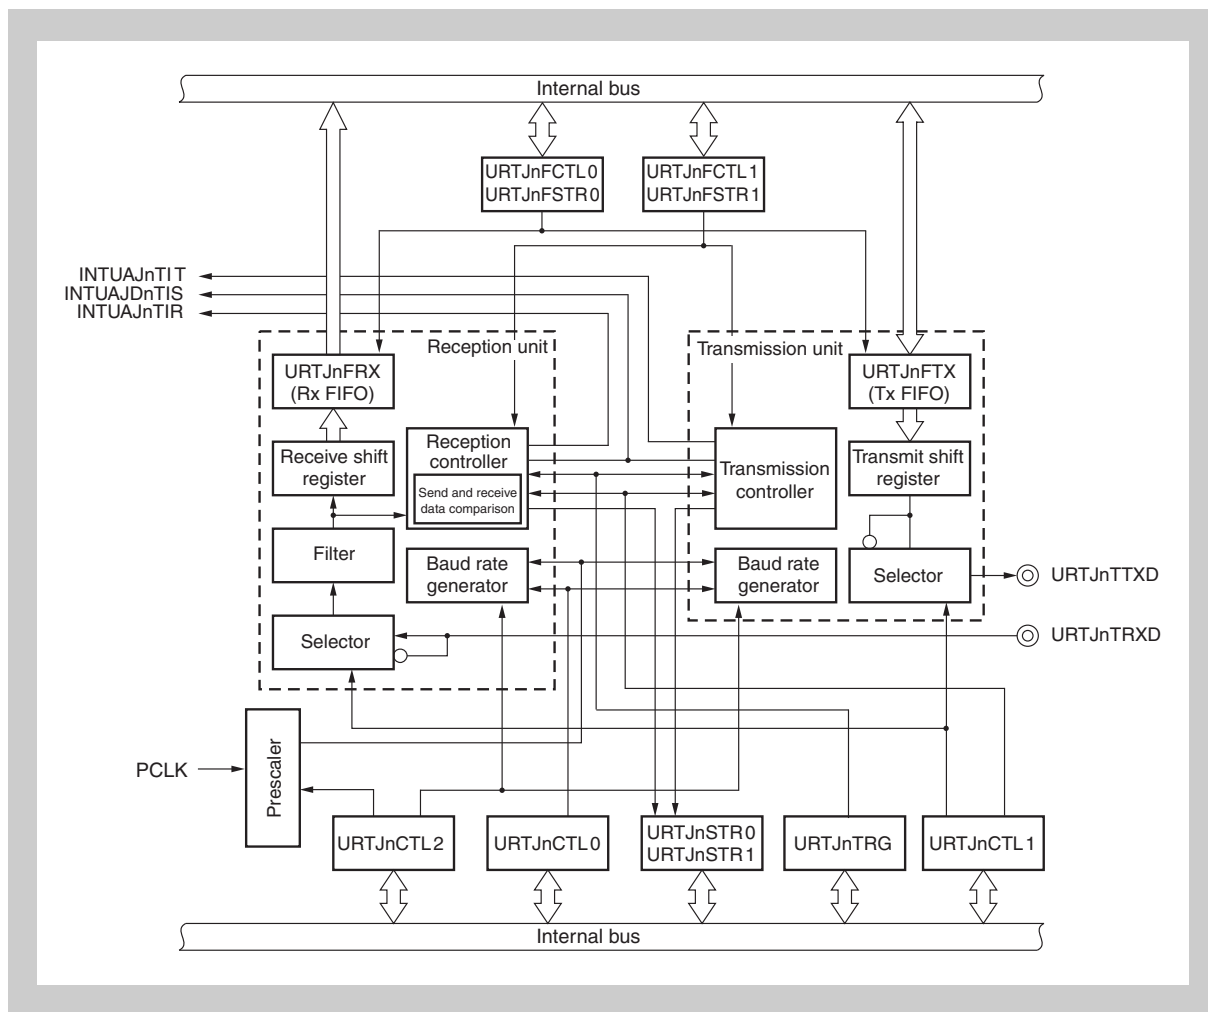 Internal bus
URTJnFCTL0
URTJnFSTR0
URTJnFCTL1
URTJnFSTR1
INTUAJnTIT
INTUAJDnTIS
INTUAJnTIR
Reception unit
Transmission unit
URTJnFRX
(Rx FIFO)
URTJnFTX
(Tx FIFO)
Receive shift
register
Reception
controller
Send and receive
data comparison
Transmission
controller
Transmit shift
register
Filter
Baud rate
generator
Baud rate
generator
Selector
URTJnTTXD
Selector
URTJnTRXD
PCLK
Prescaler
URTJnCTL2
URTJnCTL0
URTJnSTR0
URTJnSTR1
URTJnTRG
URTJnCTL1
Internal bus